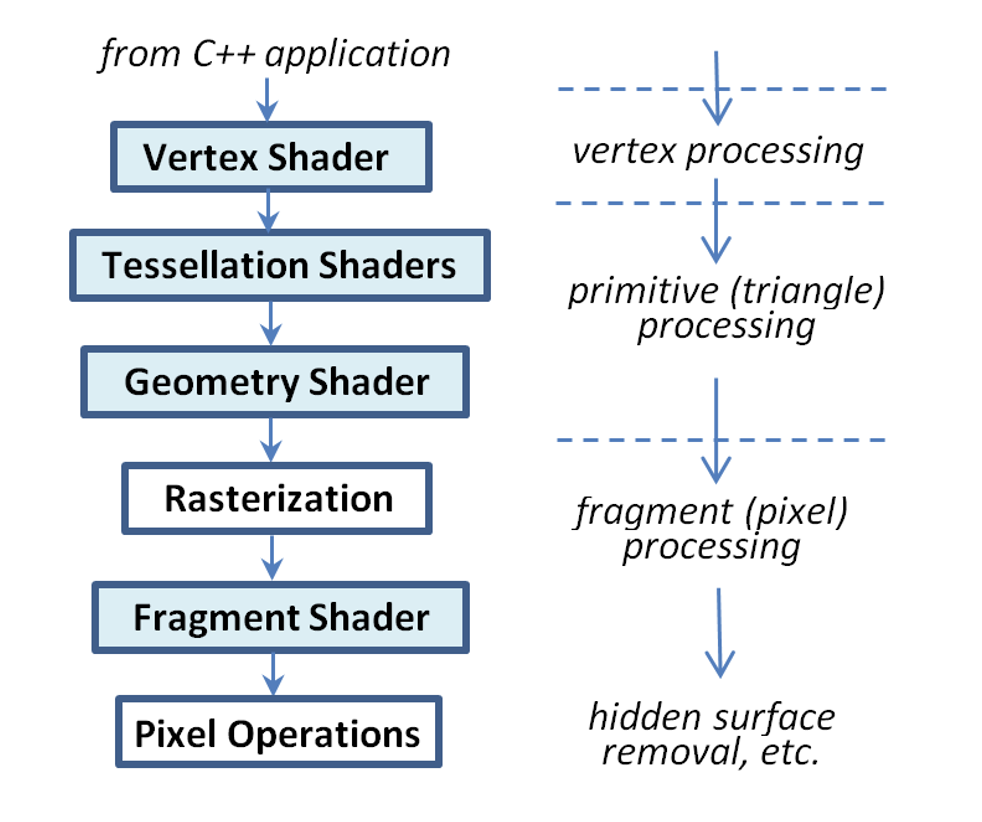 from C++ application
Vertex Shader
Tessellation Shaders
Geometry Shader
Rasterization
Fragment Shader
Pixel Operations
vertex processing
primitive (triangle)
processing
fragment (pixel)
processing
hidden surface
removal, etc.